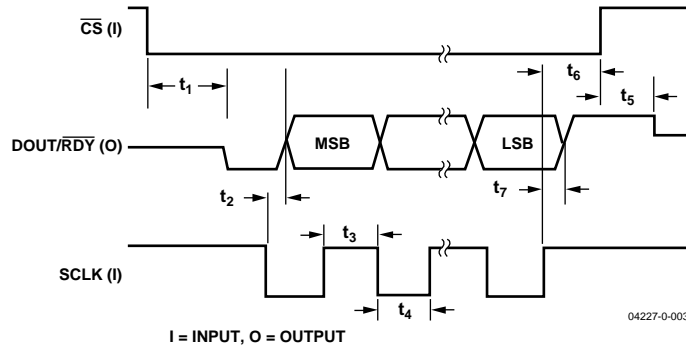 CS (I)
t1
t6
t5
DOUT/RDY (O)
MSB
LSB
t2
t7
t3
SCLK (I)
t4
04227-0-003
I = INPUT, O = OUTPUT